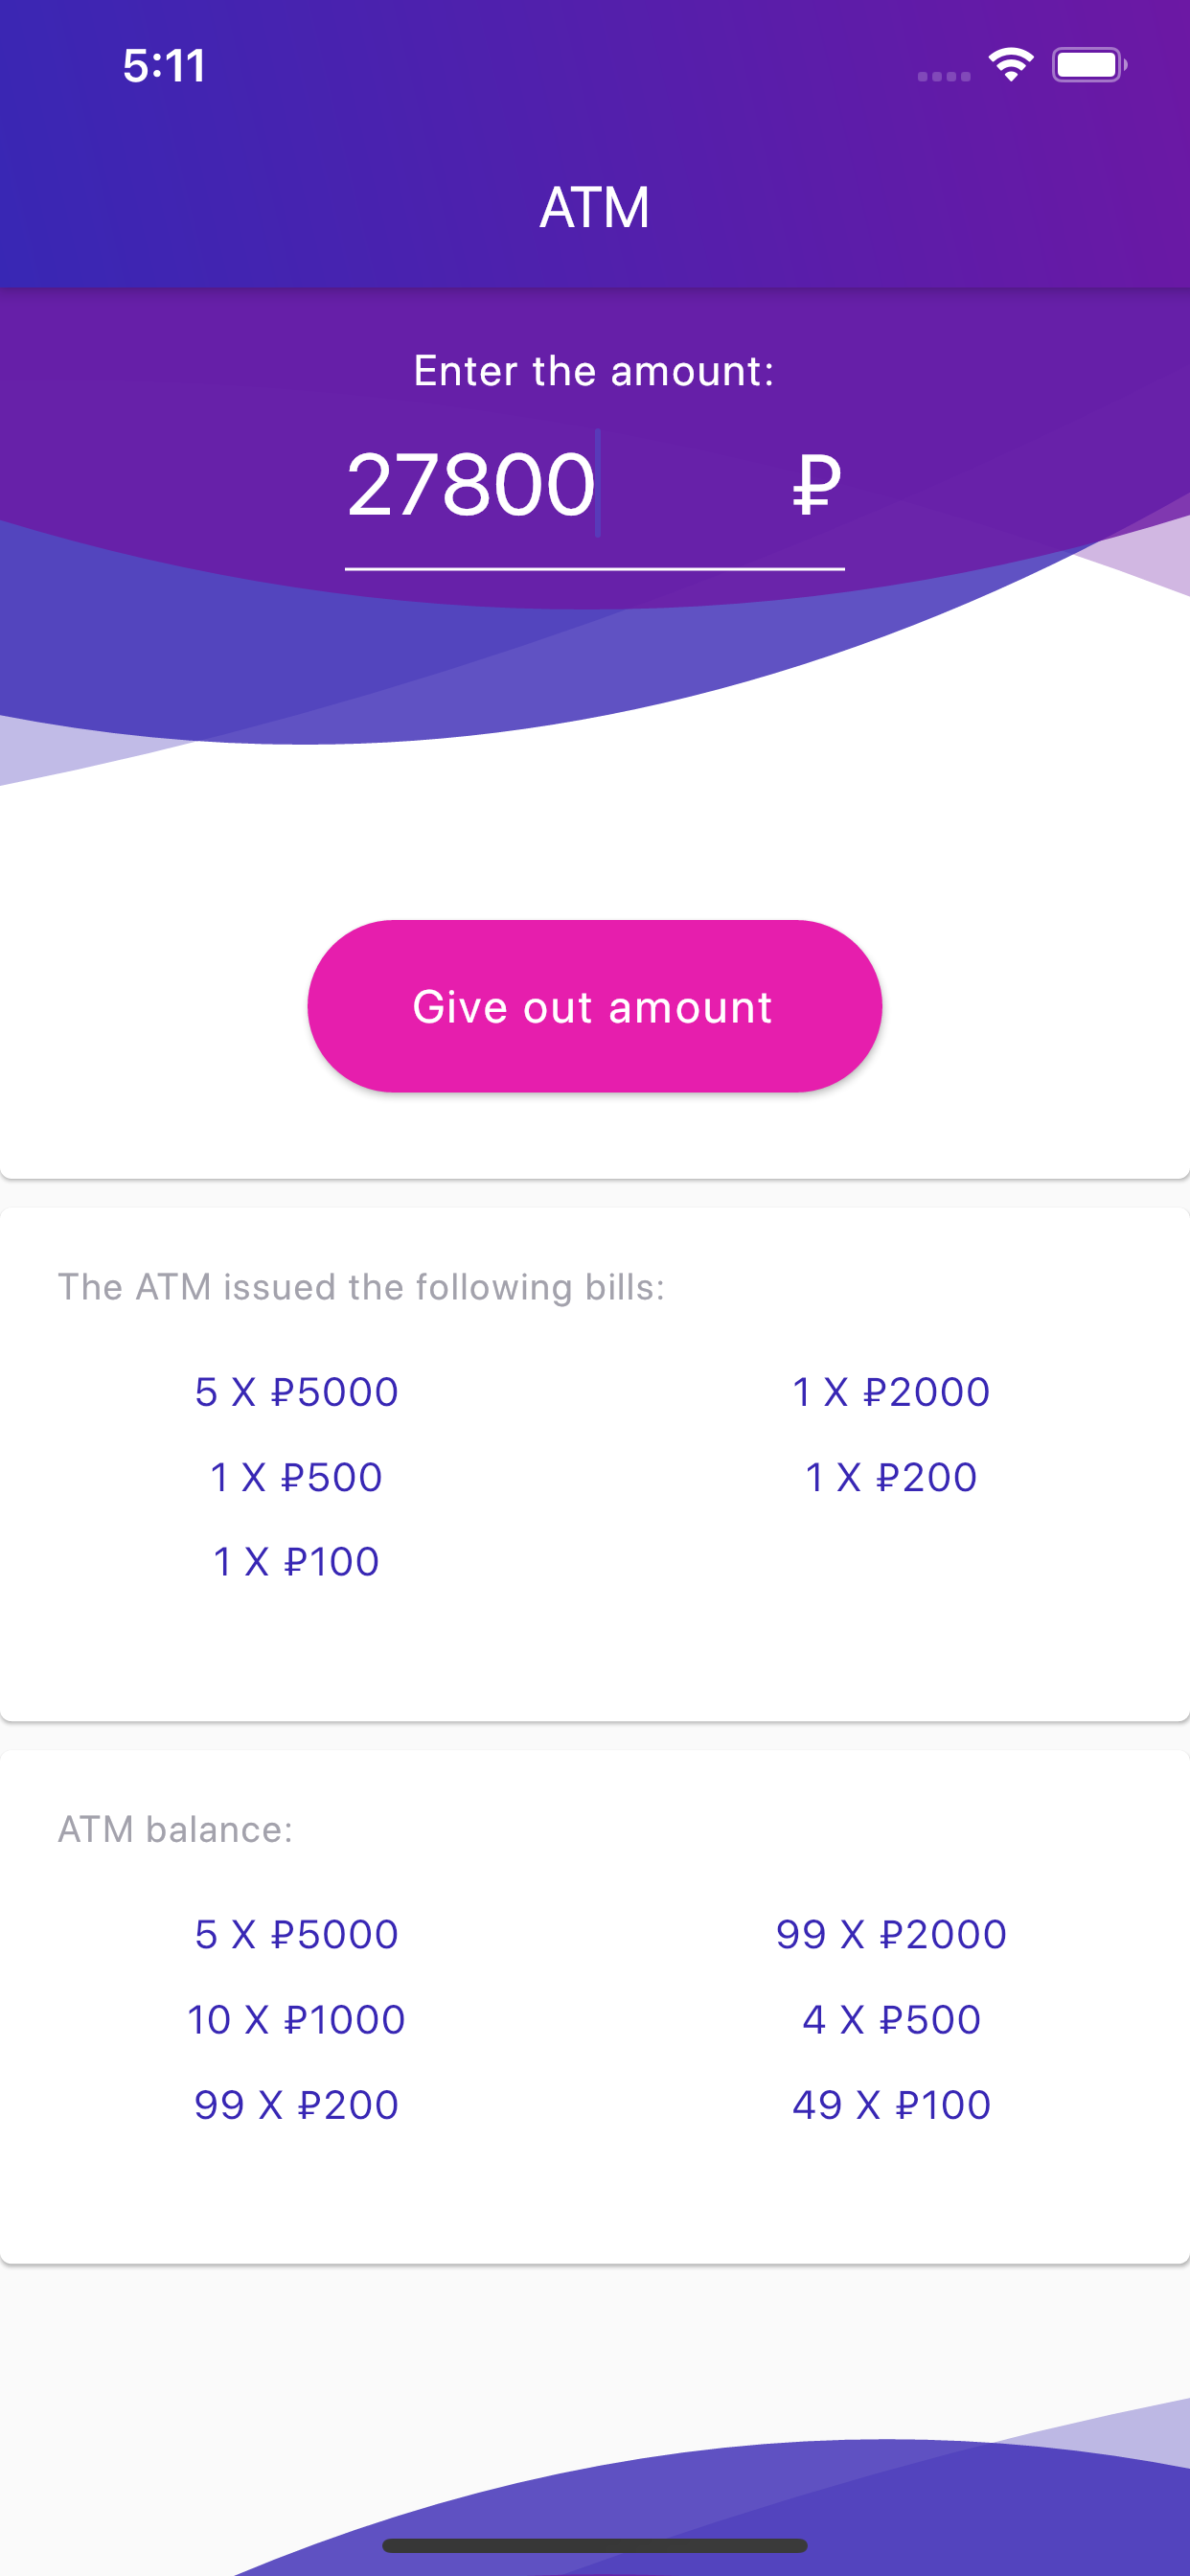 5:11
ATM
Enter the amount:
27800 ₽
Give out amount
The ATM issued the following bills:
5 X ₽5000 1 X ₽2000
1 X ₽500 1 X ₽200
1 X ₽100
ATM balance:
5 X ₽5000 99 X ₽2000
10 X ₽1000 4 X ₽500
99 X ₽200 49 X ₽100